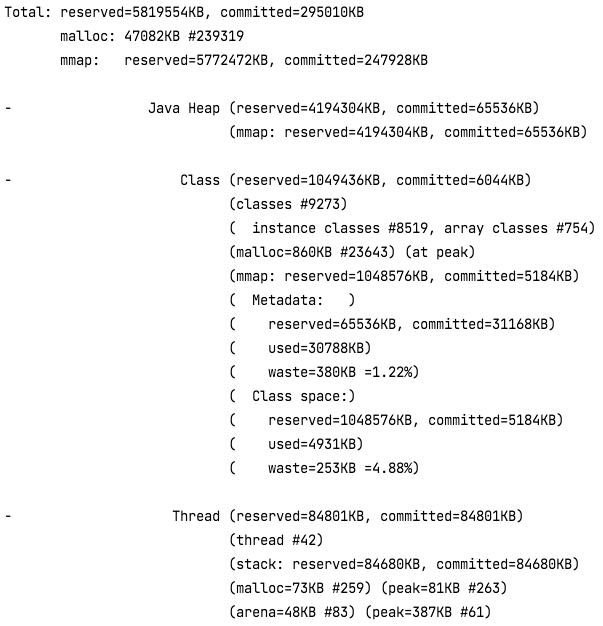 Total: reserved=5819554KB, committed=295010KB
       malloc: 47082KB #239319
       mmap:   reserved=5772472KB, committed=247928KB

-                 Java Heap (reserved=4194304KB, committed=65536KB)
                            (mmap: reserved=4194304KB, committed=65536KB)

-                     Class (reserved=1049436KB, committed=6044KB)
                            (classes #9273)
                            (  instance classes #8519, array classes #754)
                            (malloc=860KB #23643) (at peak)
                            (mmap: reserved=1048576KB, committed=5184KB)
                            (  Metadata:   )
                            (    reserved=65536KB, committed=31168KB)
                            (    used=30788KB)
                            (    waste=380KB =1.22%)
                            (  Class space:)
                            (    reserved=1048576KB, committed=5184KB)
                            (    used=4931KB)
                            (    waste=253KB =4.88%)

-                    Thread (reserved=84801KB, committed=84801KB)
                            (thread #42)
                            (stack: reserved=84680KB, committed=84680KB)
                            (malloc=73KB #259) (peak=81KB #263)
                            (arena=48KB #83) (peak=387KB #61)